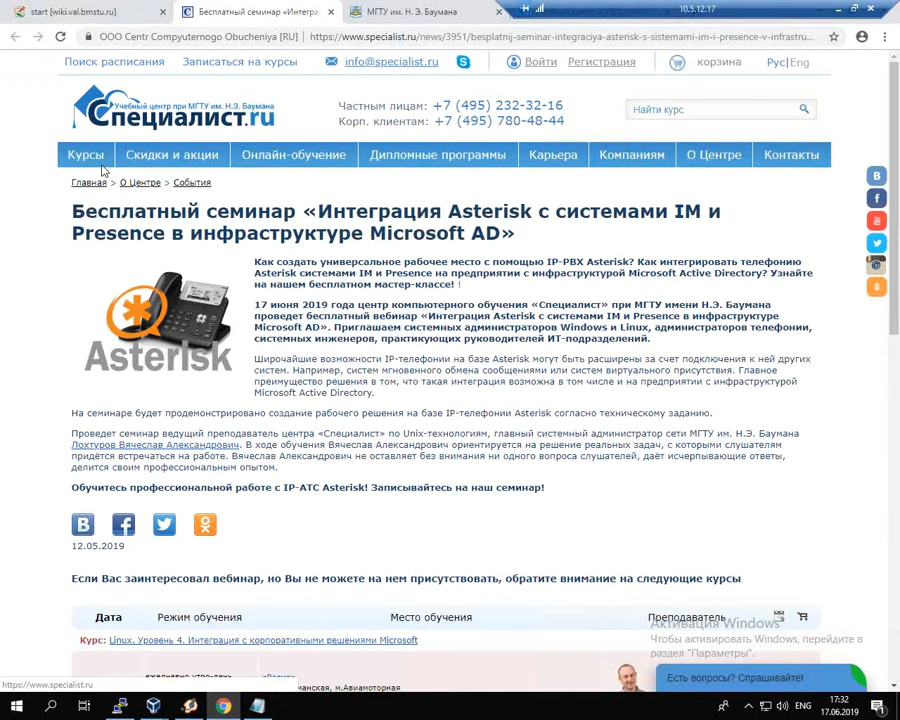 start [wiki.val.bmstu.ru]
Бесплатный семинар «Интегра
МГТУ им. Н. Э. Баумана
10.5.12.17
ООО Centr Compyuternogo Obucheniya [RU] | https://www.specialist.ru/news/3951/besplatnij-seminar-integraciya-asterisk-s-sistemami-im-i-presence-v-infrastru...
Поиск расписания
Записаться на курсы
info@specialist.ru
Войти
Регистрация
корзина
Рус|Eng
Учебный центр при МГТУ им. Н.Э. Баумана
Специалист.ru
Частным лицам: +7 (495) 232-32-16
Корп. клиентам: +7 (495) 780-48-44
Найти курс
Курсы
Скидки и акции
Онлайн-обучение
Дипломные программы
Карьера
Компаниям
О Центре
Контакты
Главная > О Центре > События
Бесплатный семинар «Интеграция Asterisk с системами IM и
Presence в инфраструктуре Microsoft AD»
Как создать универсальное рабочее место с помощью IP-PBX Asterisk? Как интегрировать телефонию
Asterisk системами IM и Presence на предприятии с инфраструктурой Microsoft Active Directory? Узнайте
на нашем бесплатном мастер-классе! !
17 июня 2019 года центр компьютерного обучения «Специалист» при МГТУ имени Н.Э. Баумана
проведет бесплатный вебинар «Интеграция Asterisk с системами IM и Presence в инфраструктуре
Microsoft AD». Приглашаем системных администраторов Windows и Linux, администраторов телефонии,
системных инженеров, практикующих руководителей ИТ-подразделений.
Asterisk
Широчайшие возможности IP-телефонии на базе Asterisk могут быть расширены за счет подключения к ней других
систем. Например, систем мгновенного обмена сообщениями или систем виртуального присутствия. Главное
преимущество решения в том, что такая интеграция возможна в том числе и на предприятии с инфраструктурой
Microsoft Active Directory.
На семинаре будет продемонстрировано создание рабочего решения на базе IP-телефонии Asterisk согласно техническому заданию.
Проведет семинар ведущий преподаватель центра «Специалист» по Unix-технологиям, главный системный администратор сети МГТУ им. Н.Э. Баумана
Лохтуров Вячеслав Александрович. В ходе обучения Вячеслав Александрович ориентируется на решение реальных задач, с которыми слушателям
придётся встречаться на работе. Вячеслав Александрович не оставляет без внимания ни одного вопроса слушателей, даёт исчерпывающие ответы,
делится своим профессиональным опытом.
Обучитесь профессиональной работе с IP-АТС Asterisk! Записывайтесь на наш семинар!
12.05.2019
Если Вас заинтересовал вебинар, но Вы не можете на нем присутствовать, обратите внимание на следующие курсы
Дата
Режим обучения
Место обучения
Преподаватель
Курс: Linux. Уровень 4. Интеграция с корпоративными решениями Microsoft
Активация Windows
Чтобы активировать Windows, перейдите в
раздел "Параметры".
Есть вопросы? Спрашивайте!
https://www.specialist.ru
м.Авиамоторная
ENG
17:32
17.06.2019